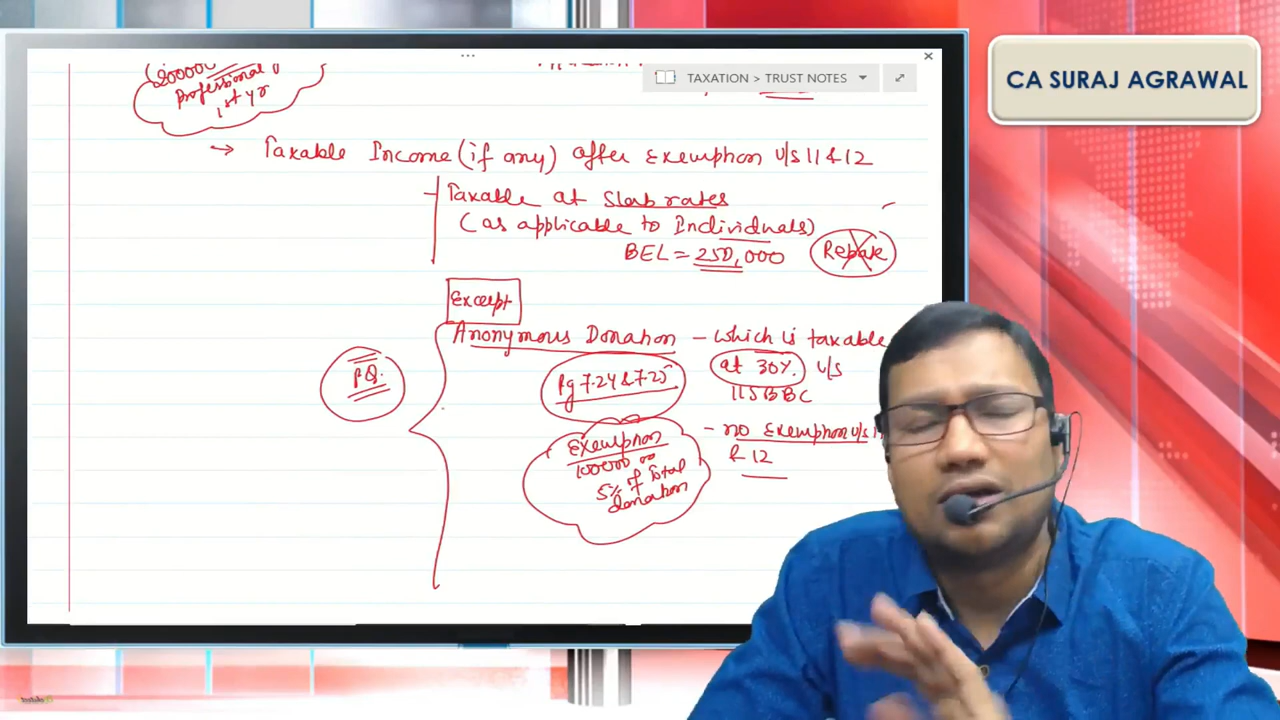 CA SURAJ AGRAWAL
TAXATION > TRUST NOTES
(200000
Professional
1st yr
→ Taxable Income (if any) after Exemption u/s 11 & 12
- Taxable at Slab rates
(as applicable to Individuals)
BEL = 250,000
Rebate
Except
Anonymous Donation - which is taxable
at 30%. u/s
115BBC
Pg 7.24 & 7.25
P.Q.
- no Exemption u/s 11
& 12
Exemption
100000 or
5% of Total
donation